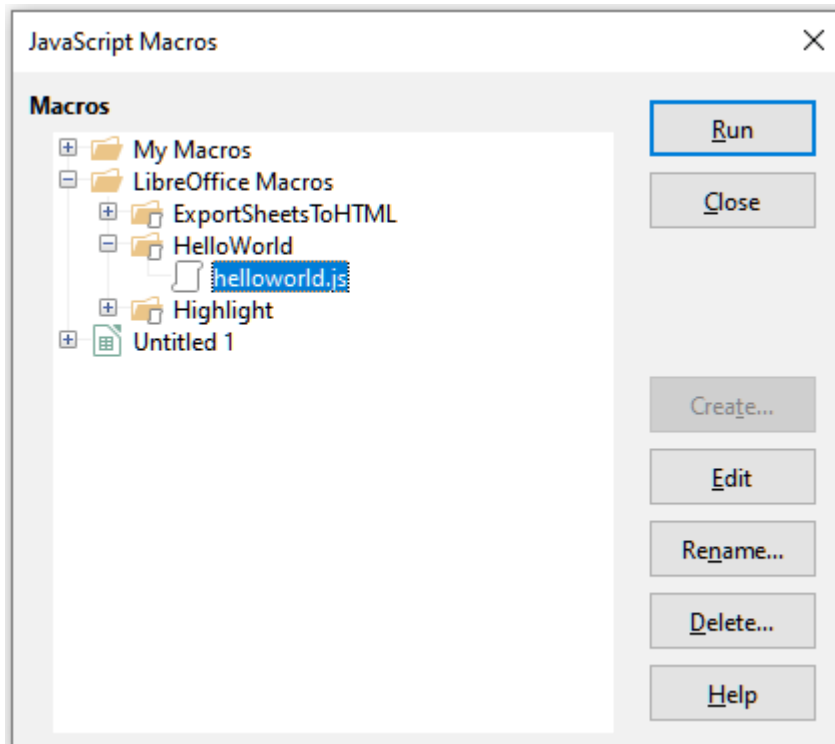 JavaScript Macros
Macros
My Macros
LibreOffice Macros
ExportSheetsToHTML
HelloWorld
helloworld.js
Highlight
Untitled 1
Run
Close
Create...
Edit
Rename...
Delete...
Help